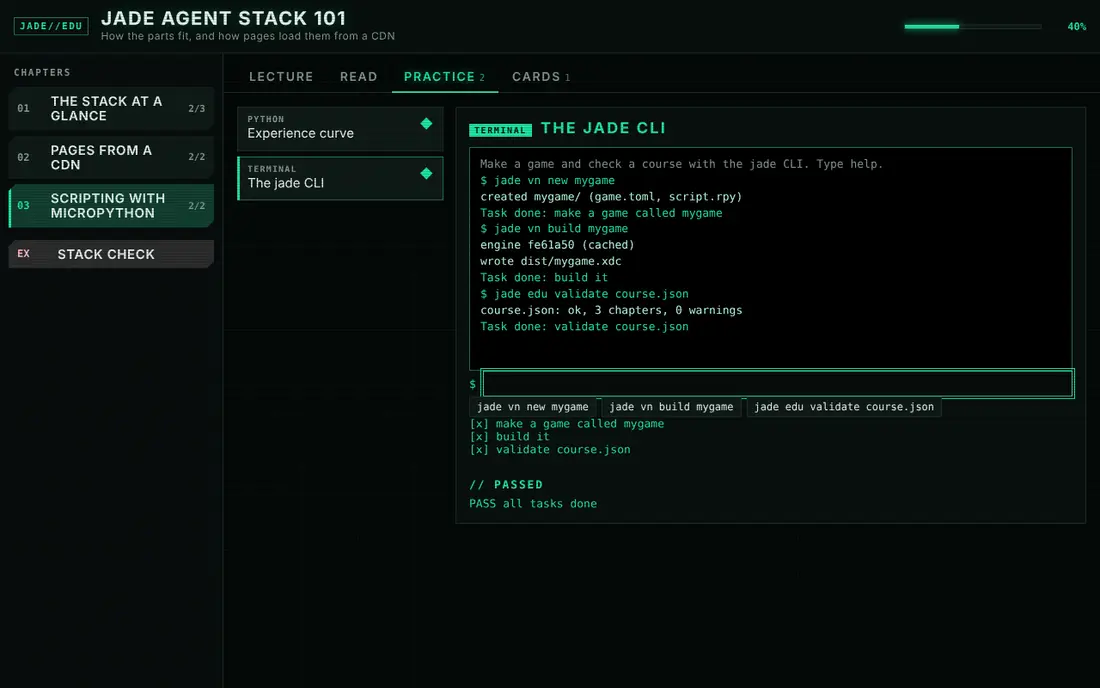 JADE//EDU
JADE AGENT STACK 101
How the parts fit, and how pages load them from a CDN
40%
CHAPTERS
01 THE STACK AT A GLANCE 2/3
02 PAGES FROM A CDN 2/2
03 SCRIPTING WITH MICROPYTHON 2/2
EX STACK CHECK
LECTURE READ PRACTICE 2 CARDS 1
PYTHON
Experience curve
TERMINAL
The jade CLI
TERMINAL THE JADE CLI
Make a game and check a course with the jade CLI. Type help.
$ jade vn new mygame
created mygame/ (game.toml, script.rpy)
Task done: make a game called mygame
$ jade vn build mygame
engine fe61a50 (cached)
wrote dist/mygame.xdc
Task done: build it
$ jade edu validate course.json
course.json: ok, 3 chapters, 0 warnings
Task done: validate course.json
$
jade vn new mygame jade vn build mygame jade edu validate course.json
[x] make a game called mygame
[x] build it
[x] validate course.json
// PASSED
PASS all tasks done